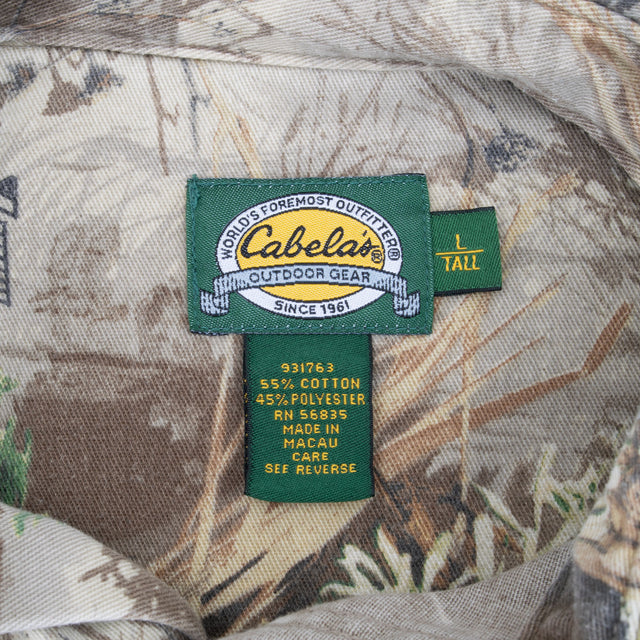 WORLD'S FOREMOST OUTFITTER®
Cabela's®
OUTDOOR GEAR
SINCE 1961
L
TALL
931763
55% COTTON
45% POLYESTER
RN 56835
MADE IN
MACAU
CARE
SEE REVERSE